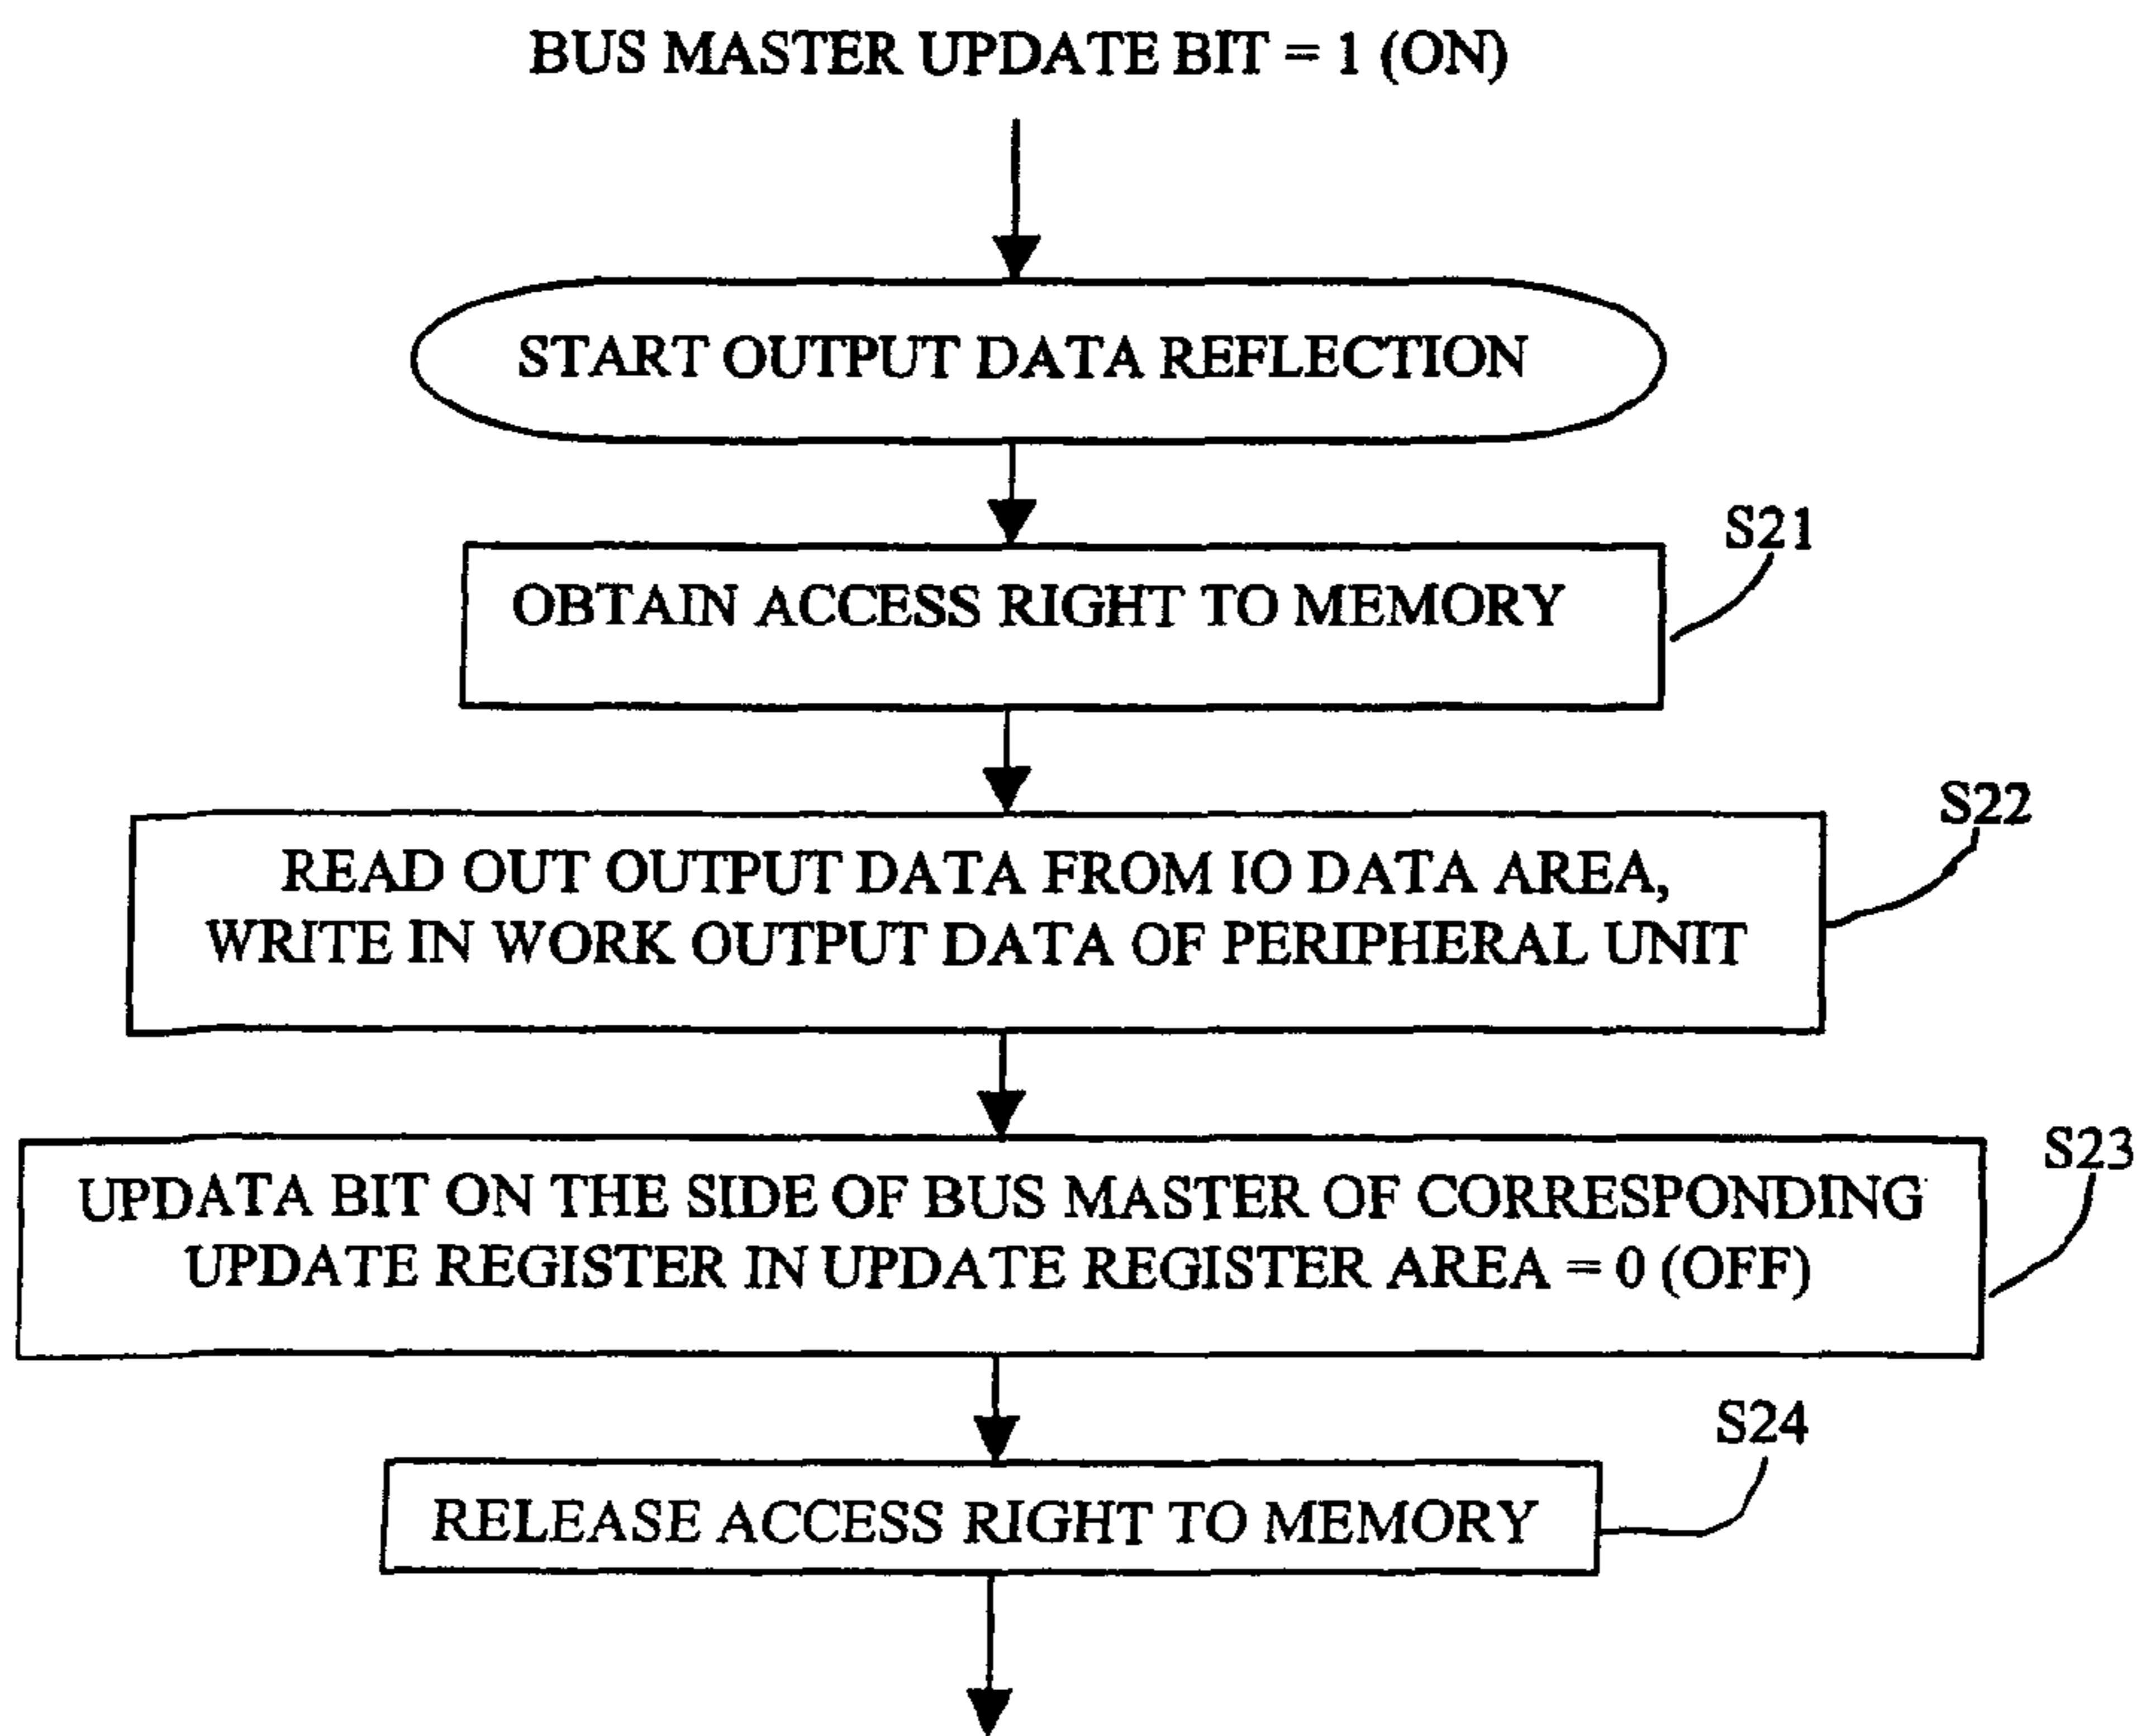 BUS MASTER UPDATE BIT = 1 (ON)
START OUTPUT DATA REFLECTION
S21
OBTAIN ACCESS RIGHT TO MEMORY
S22
READ OUT OUTPUT DATA FROM IO DATA AREA,
WRITE IN WORK OUTPUT DATA OF PERIPHERAL UNIT
S23
UPDATA BIT ON THE SIDE OF BUS MASTER OF CORRESPONDING
UPDATE REGISTER IN UPDATE REGISTER AREA = 0 (OFF)
S24
RELEASE ACCESS RIGHT TO MEMORY